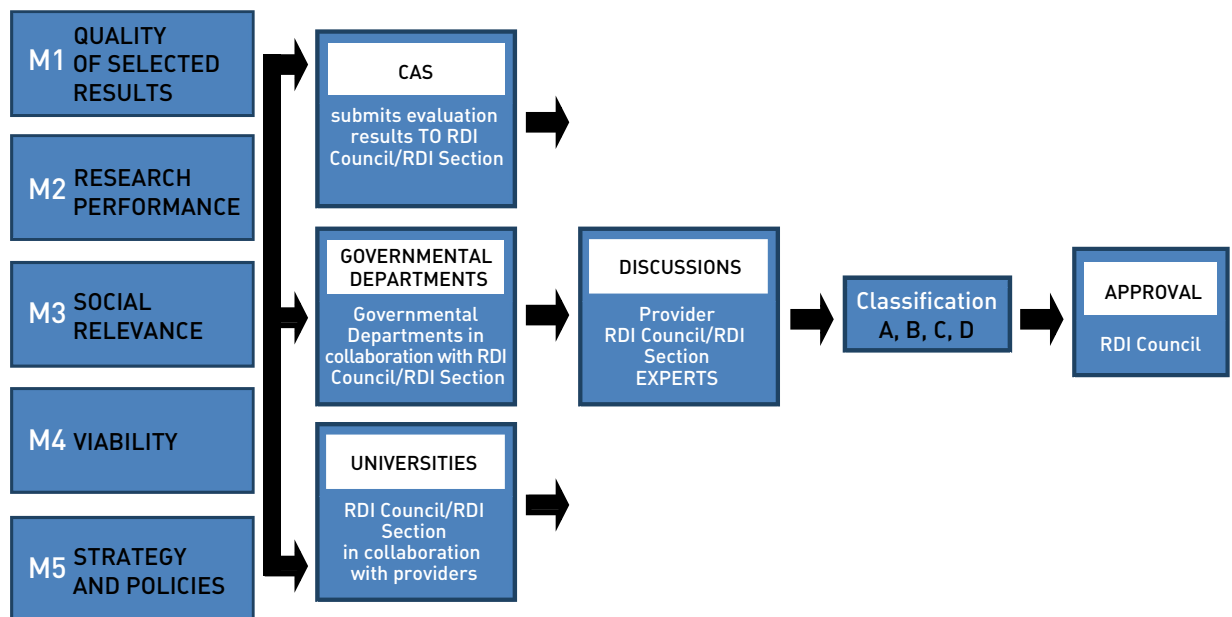 M1 QUALITY
OF SELECTED
RESULTS
M2 RESEARCH
PERFORMANCE
M3 SOCIAL
RELEVANCE
M4 VIABILITY
M5 STRATEGY
AND POLICIES
CAS
submits evaluation
results TO RDI
Council/RDI Section
GOVERNMENTAL
DEPARTMENTS
Governmental
Departments in
collaboration with RDI
Council/RDI Section
UNIVERSITIES
RDI Council/RDI
Section
in collaboration
with providers
DISCUSSIONS
Provider
RDI Council/RDI
Section
EXPERTS
Classification
A, B, C, D
APPROVAL
RDI Council